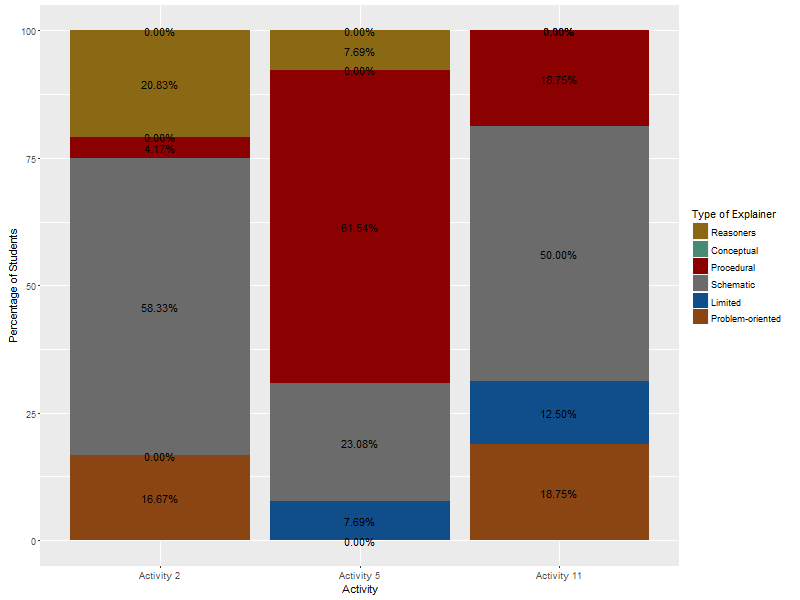 100
75
50
25
0
Percentage of Students
0.00%
20.83%
0.00%
4.17%
58.33%
0.00%
16.67%
0.00%
7.69%
0.00%
61.54%
23.08%
7.69%
0.00%
0.00%
18.75%
50.00%
12.50%
18.75%
Activity 2
Activity 5
Activity 11
Activity
Type of Explainer
Reasoners
Conceptual
Procedural
Schematic
Limited
Problem-oriented